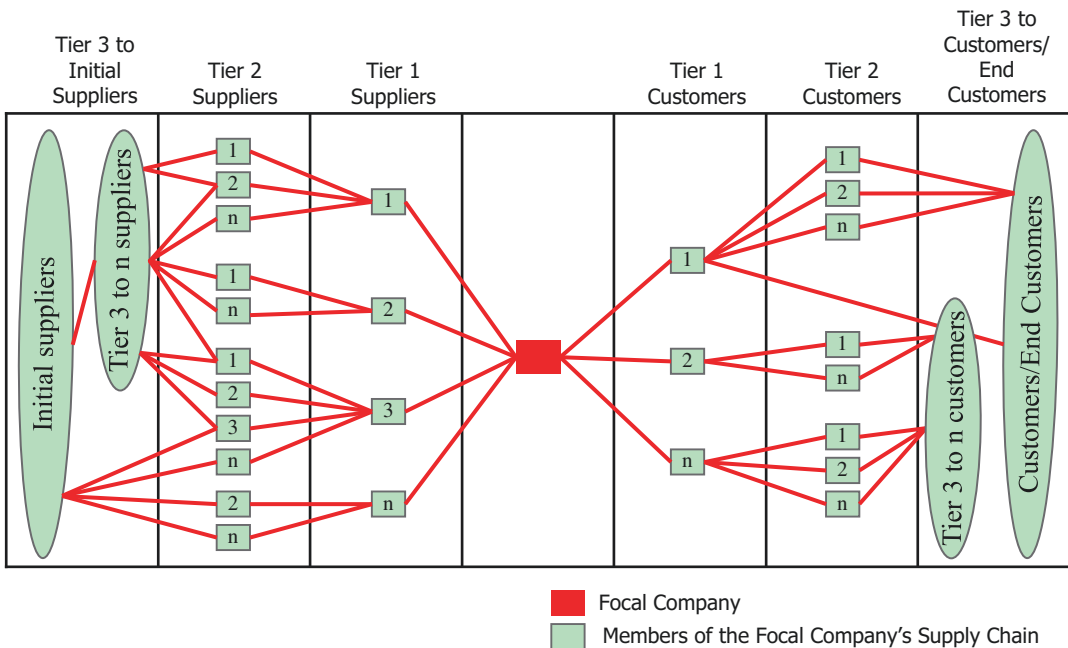 Tier 3 to
Initial
Suppliers
Tier 2
Suppliers
Tier 1
Suppliers
Tier 1
Customers
Tier 2
Customers
Tier 3 to
Customers/
End
Customers
Initial suppliers
Tier 3 to n suppliers
1
2
n
1
n
1
2
3
n
2
n
1
2
3
n
1
2
n
1
2
n
1
n
1
2
n
Tier 3 to n customers
Customers/End Customers
Focal Company
Members of the Focal Company’s Supply Chain